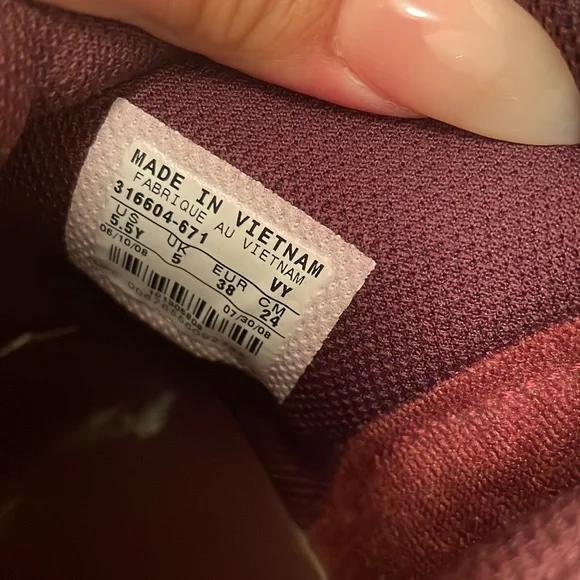 MADE IN VIETNAM
FABRIQUE AU VIETNAM
316604-671 VY
US UK EUR CM
5.5Y 5 38 24
06/10/08 07/30/08